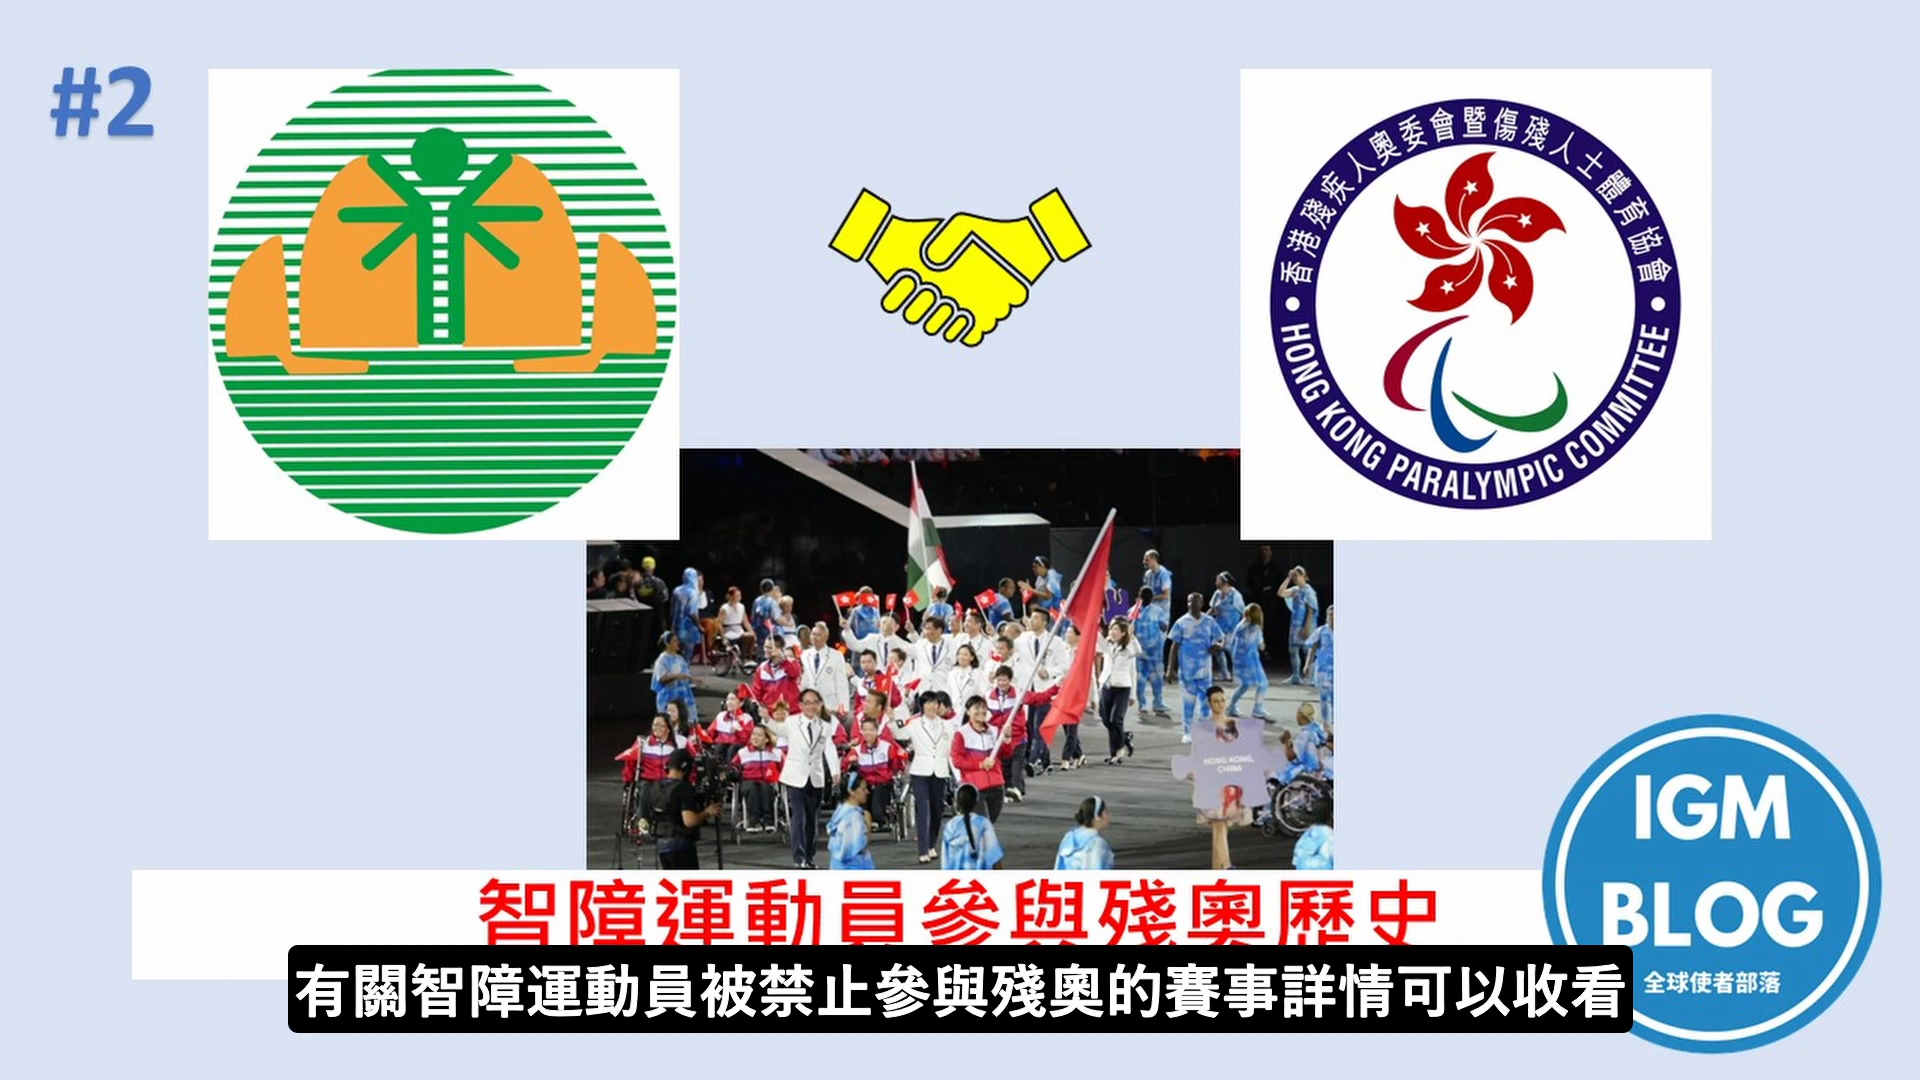 #2
香港殘疾人奧委會暨傷殘人士體育協會
HONG KONG PARALYMPIC COMMITTEE
HONG KONG,
CHINA
智障運動員參與殘奧歷史
IGM
BLOG
全球使者部落
有關智障運動員被禁止參與殘奧的賽事詳情可以收看